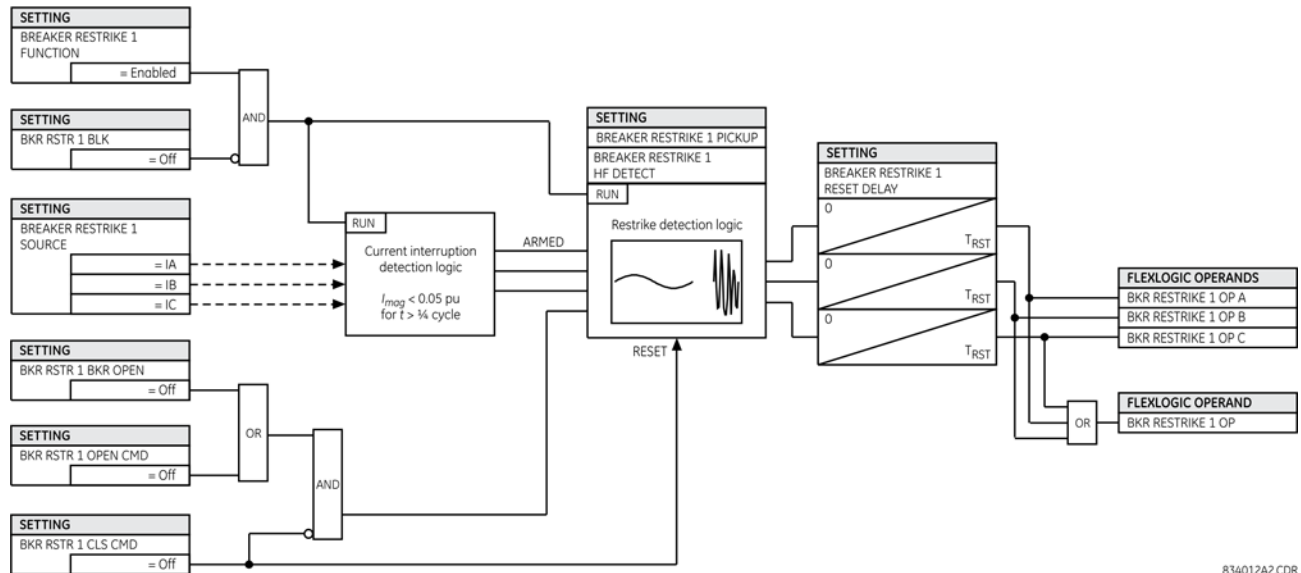 SETTING
BREAKER RESTRIKE 1
FUNCTION
= Enabled
SETTING
BKR RSTR 1 BLK
= Off
AND
SETTING
BREAKER RESTRIKE 1
SOURCE
= IA
= IB
= IC
RUN
Current interruption
detection logic
Imag < 0.05 pu
for t > ¼ cycle
ARMED
SETTING
BKR RSTR 1 BKR OPEN
= Off
SETTING
BKR RSTR 1 OPEN CMD
= Off
OR
SETTING
BKR RSTR 1 CLS CMD
= Off
AND
SETTING
BREAKER RESTRIKE 1 PICKUP
BREAKER RESTRIKE 1
HF DETECT
RUN
Restrike detection logic
RESET
SETTING
BREAKER RESTRIKE 1
RESET DELAY
0
TRST
0
TRST
0
TRST
FLEXLOGIC OPERANDS
BKR RESTRIKE 1 OP A
BKR RESTRIKE 1 OP B
BKR RESTRIKE 1 OP C
OR
FLEXLOGIC OPERAND
BKR RESTRIKE 1 OP
834012A2.CDR